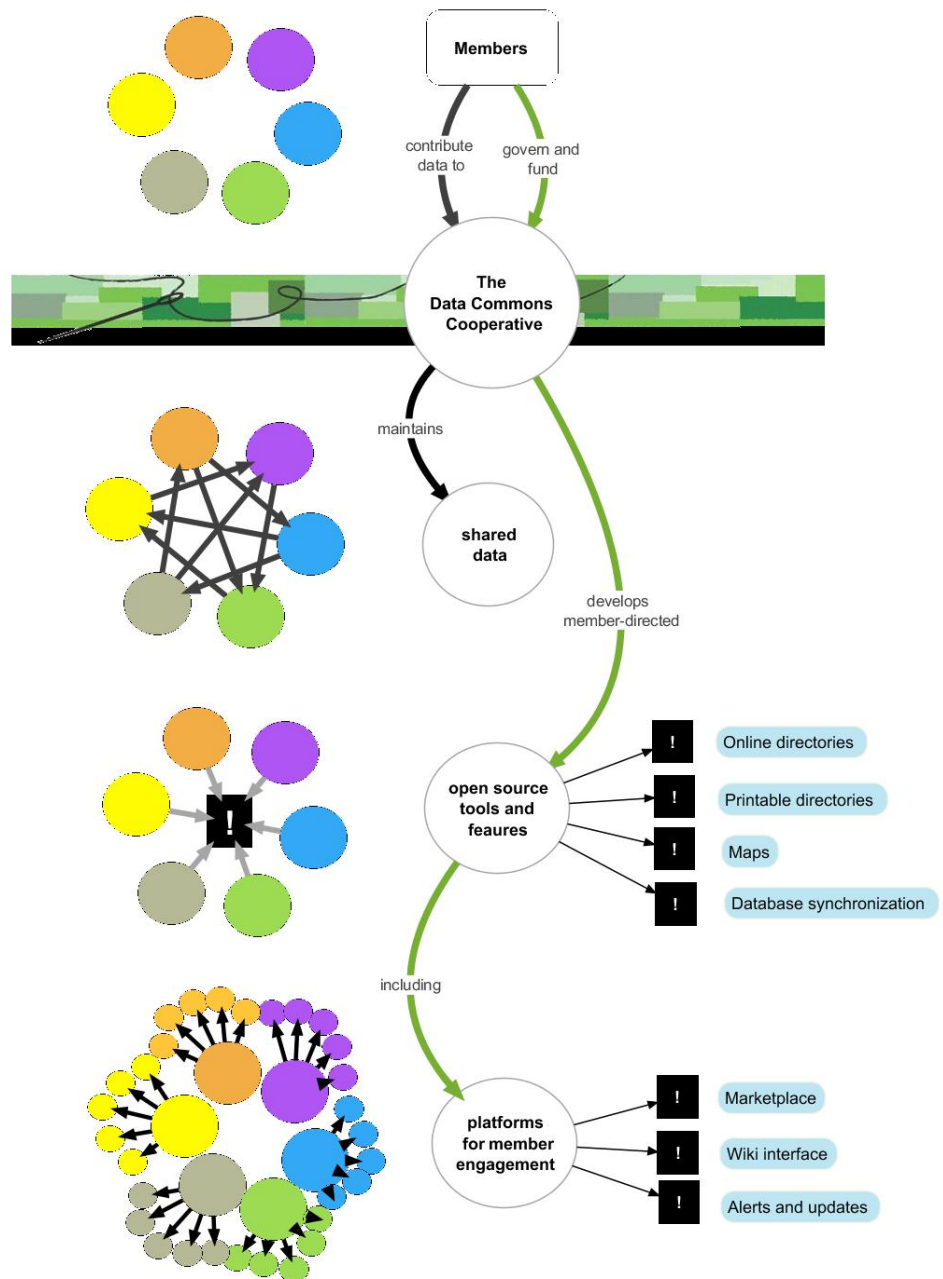 Members
contribute
data to
govern and
fund
The
Data Commons
Cooperative
maintains
shared
data
develops
member-directed
open source
tools and
feaures
!
!
Online directories
!
Printable directories
!
Maps
!
Database synchronization
including
platforms
for member
engagement
!
Marketplace
!
Wiki interface
!
Alerts and updates